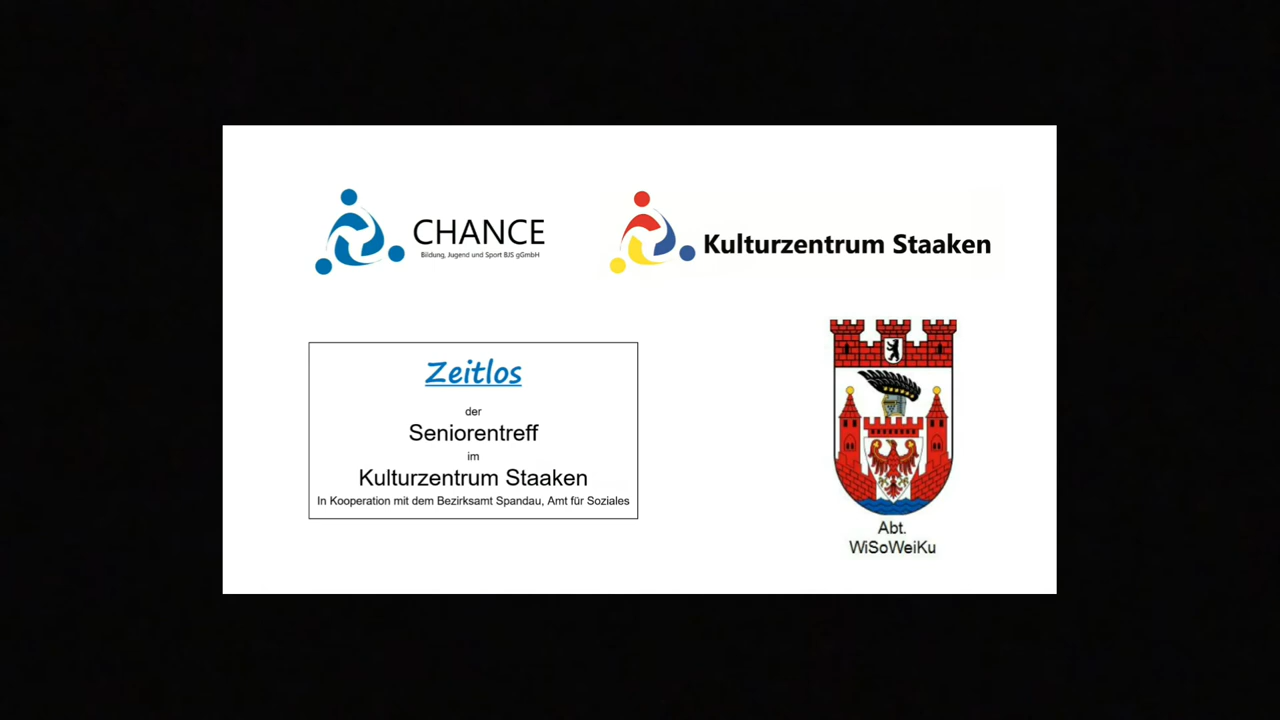 CHANCE
Bildung, Jugend und Sport BJS gGmbH
Kulturzentrum Staaken
Zeitlos
der
Seniorentreff
im
Kulturzentrum Staaken
In Kooperation mit dem Bezirksamt Spandau, Amt für Soziales
Abt.
WiSoWeiKu